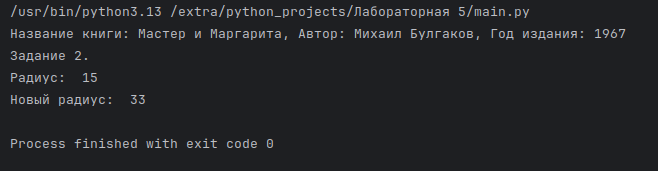 /usr/bin/python3.13 /extra/python_projects/Лабораторная 5/main.py
Название книги: Мастер и Маргарита, Автор: Михаил Булгаков, Год издания: 1967
Задание 2.
Радиус:  15
Новый радиус:  33
Process finished with exit code 0